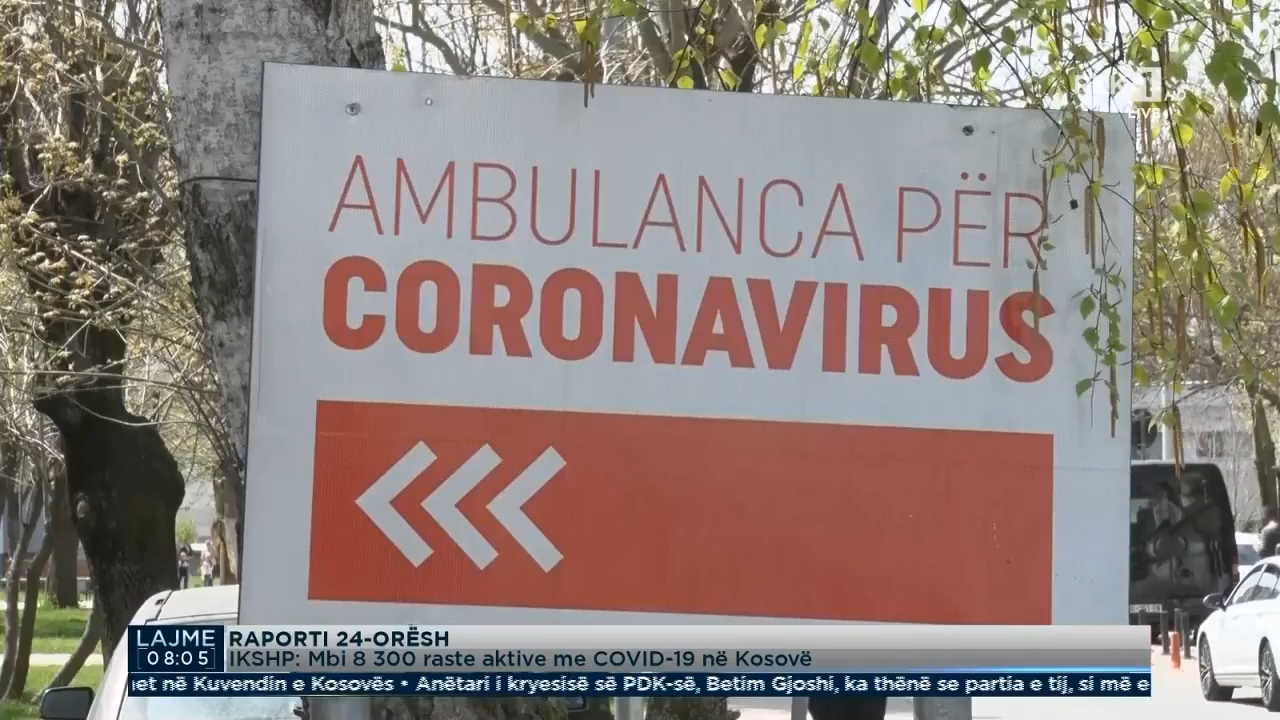 AMBULANCA PËR
CORONAVIRUS
LAJME
08:05
RAPORTI 24-ORËSH
IKSHP: Mbi 8 300 raste aktive me COVID-19 në Kosovë
në Kuvendin e Kosovës • Anëtari i kryesisë së PDK-së, Betim Gjoshi, ka thënë se partia e tij, si më e